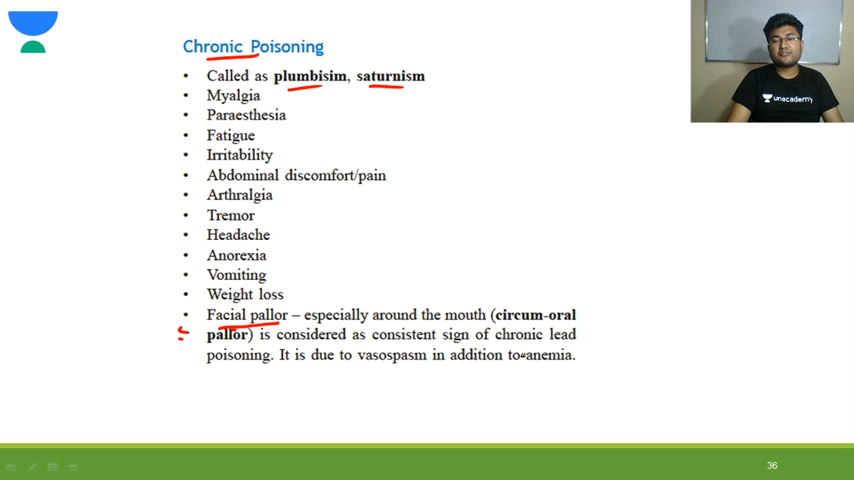 Chronic Poisoning
• Called as plumbisim, saturnism
• Myalgia
• Paraesthesia
• Fatigue
• Irritability
• Abdominal discomfort/pain
• Arthralgia
• Tremor
• Headache
• Anorexia
• Vomiting
• Weight loss
• Facial pallor – especially around the mouth (circum-oral
pallor) is considered as consistent sign of chronic lead
poisoning. It is due to vasospasm in addition to anemia.
unacademy
36